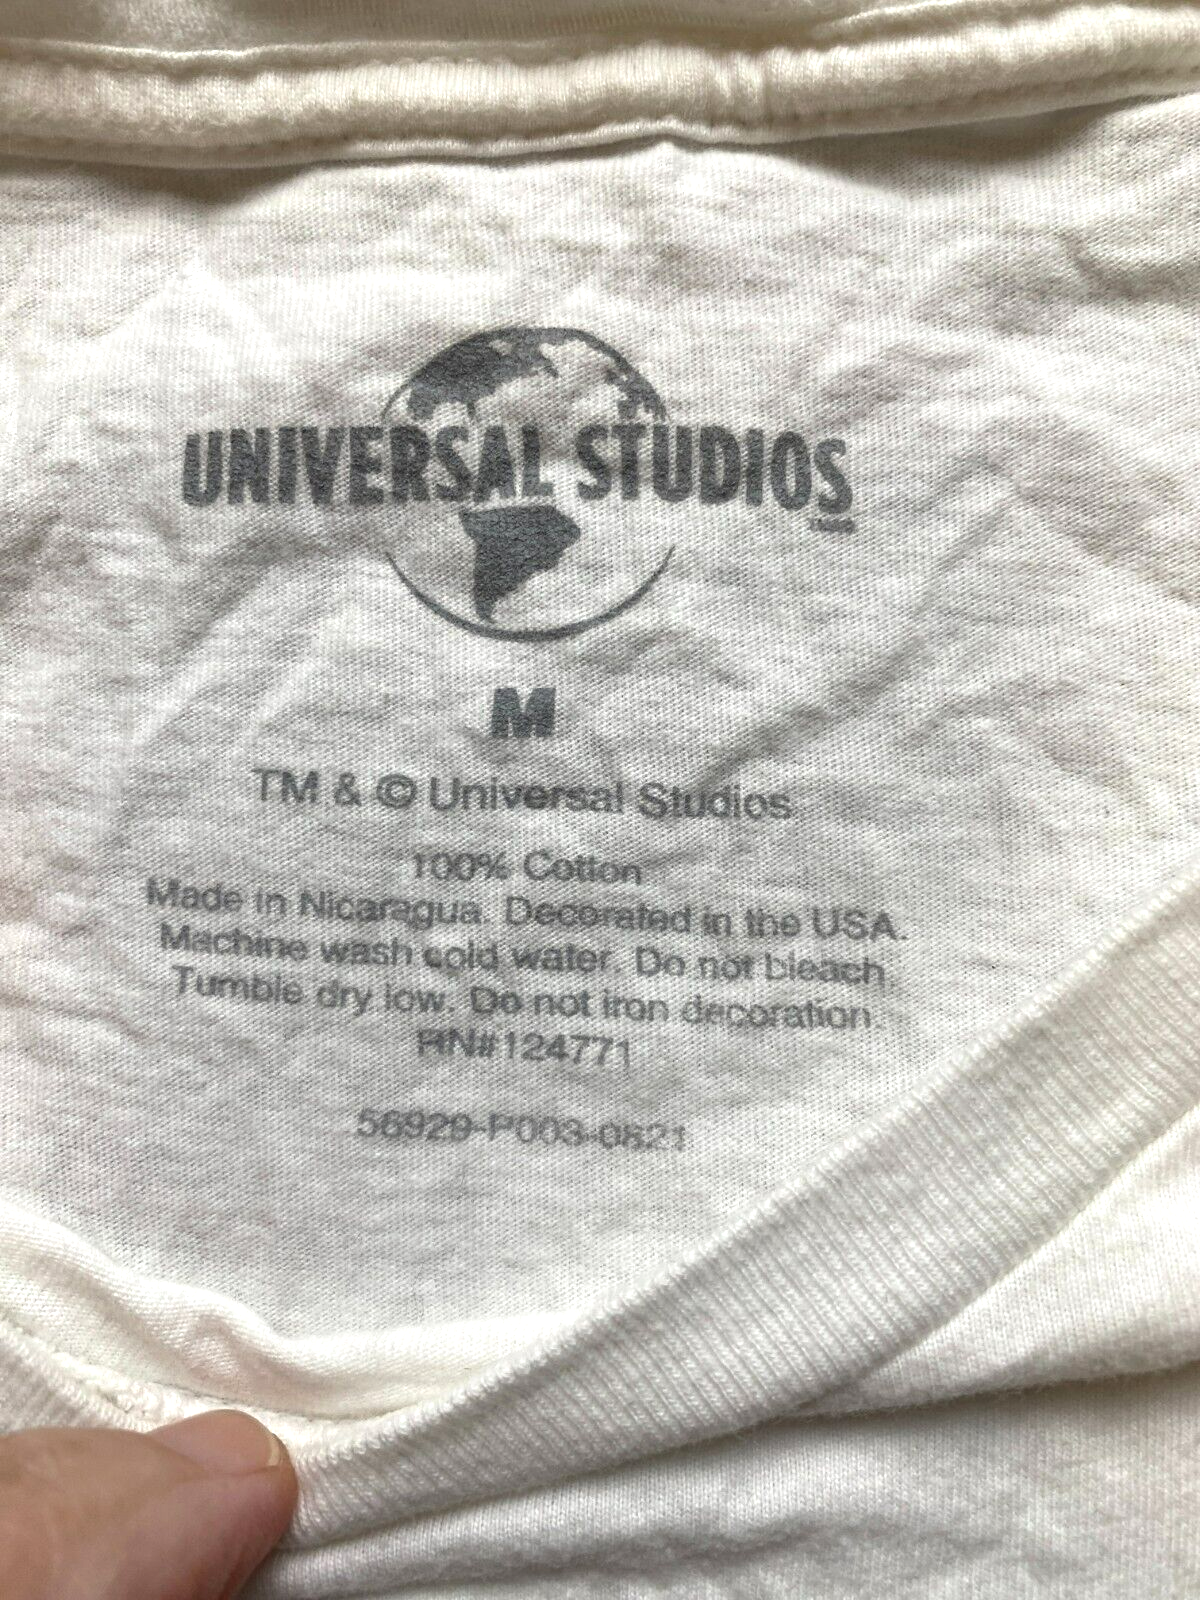 UNIVERSAL STUDIOS
M
TM & © Universal Studios
100% Cotton
Made in Nicaragua. Decorated in the USA.
Machine wash cold water. Do not bleach.
Tumble dry low. Do not iron decoration.
RN#124771
56929-P003-0821